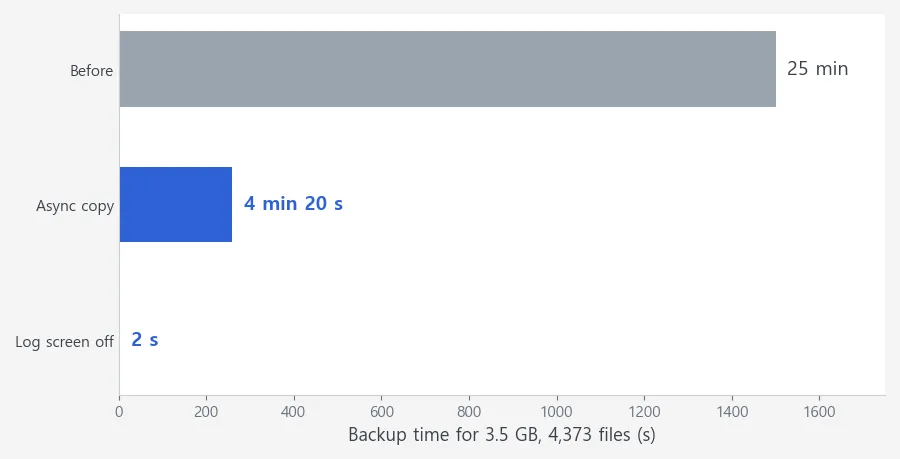 Before
25 min
Async copy
4 min 20 s
Log screen off
2 s
0 200 400 600 800 1000 1200 1400 1600
Backup time for 3.5 GB, 4,373 files (s)